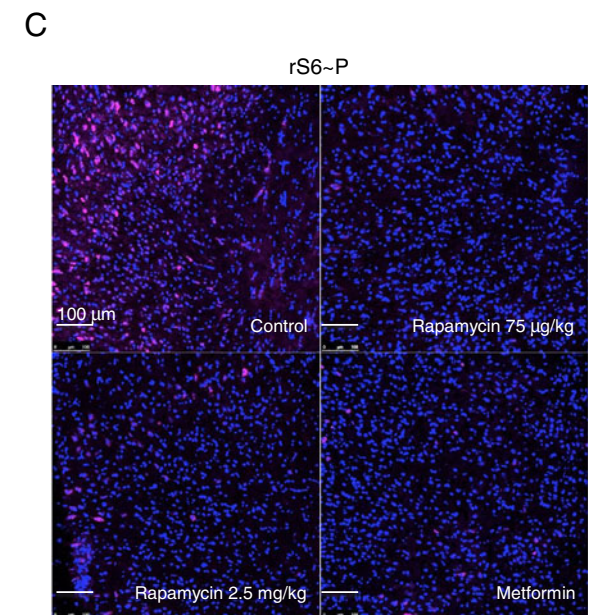 C
rS6~P
100 µm
Control
Rapamycin 75 µg/kg
Rapamycin 2.5 mg/kg
Metformin